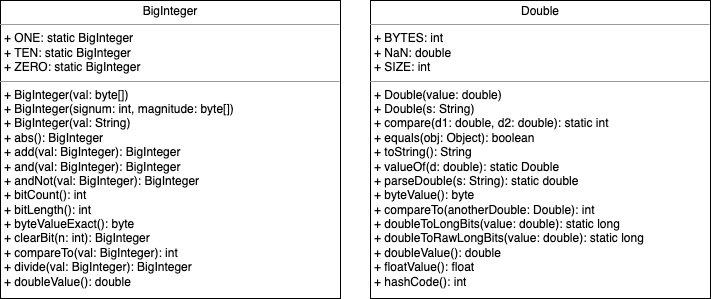 BigInteger
+ ONE: static BigInteger
+ TEN: static BigInteger
+ ZERO: static BigInteger
+ BigInteger(val: byte[])
+ BigInteger(signum: int, magnitude: byte[])
+ BigInteger(val: String)
+ abs(): BigInteger
+ add(val: BigInteger): BigInteger
+ and(val: BigInteger): BigInteger
+ andNot(val: BigInteger): BigInteger
+ bitCount(): int
+ bitLength(): int
+ byteValueExact(): byte
+ clearBit(n: int): BigInteger
+ compareTo(val: BigInteger): int
+ divide(val: BigInteger): BigInteger
+ doubleValue(): double
Double
+ BYTES: int
+ NaN: double
+ SIZE: int
+ Double(value: double)
+ Double(s: String)
+ compare(d1: double, d2: double): static int
+ equals(obj: Object): boolean
+ toString(): String
+ valueOf(d: double): static Double
+ parseDouble(s: String): static double
+ byteValue(): byte
+ compareTo(anotherDouble: Double): int
+ doubleToLongBits(value: double): static long
+ doubleToRawLongBits(value: double): static long
+ doubleValue(): double
+ floatValue(): float
+ hashCode(): int